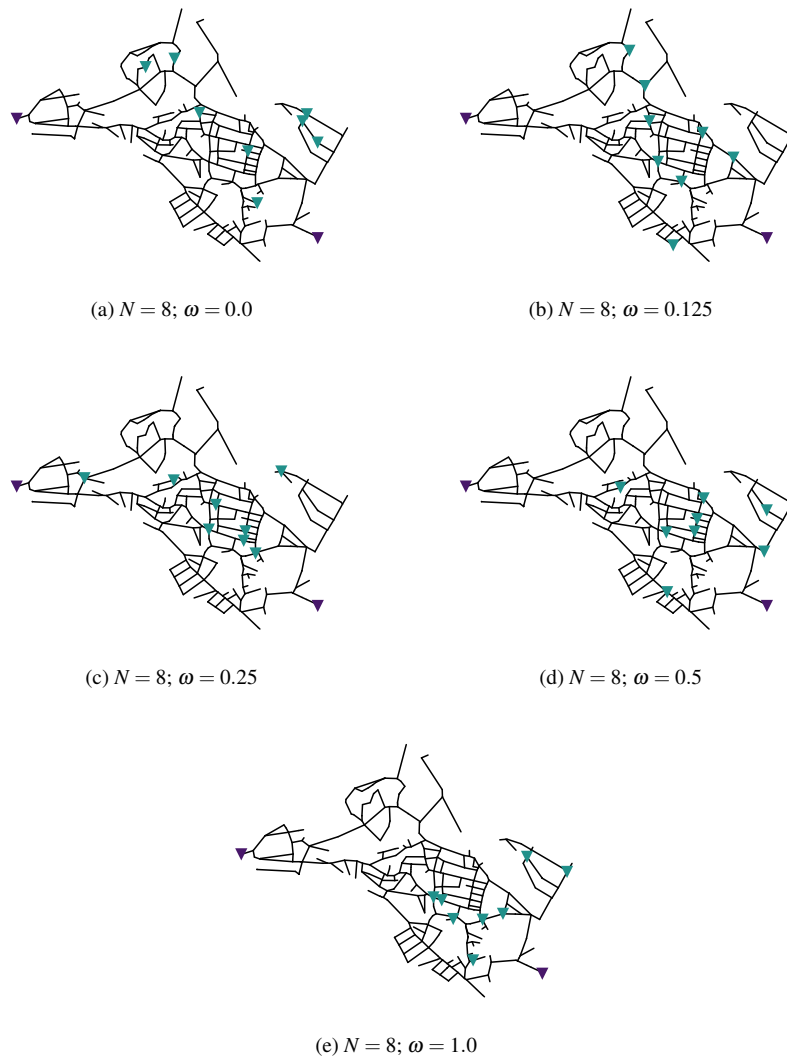 (a) N = 8; ω = 0.0
(b) N = 8; ω = 0.125
(c) N = 8; ω = 0.25
(d) N = 8; ω = 0.5
(e) N = 8; ω = 1.0